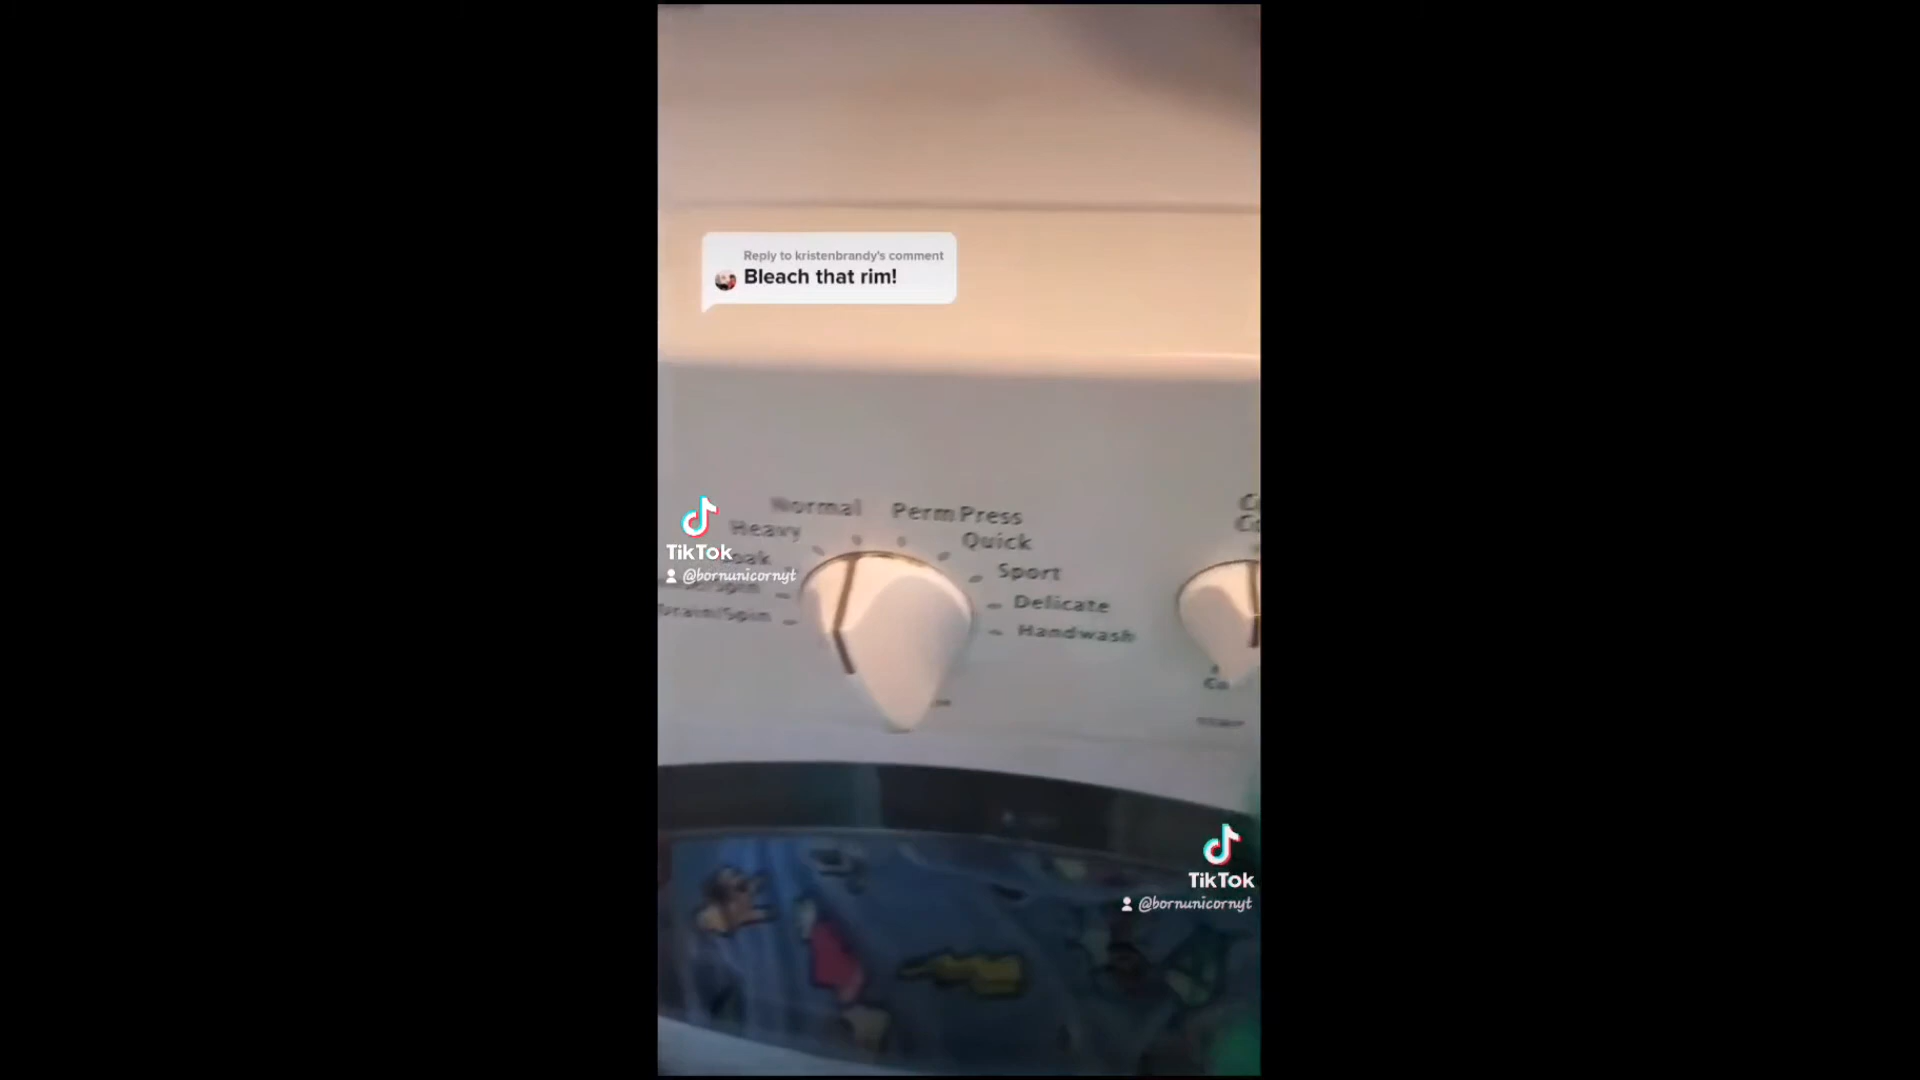 Reply to kristenbrandy's comment
Bleach that rim!
Normal
Perm Press
Heavy
Quick
Sport
Delicate
Handwash
TikTok
@bornunicornyt
TikTok
@bornunicornyt